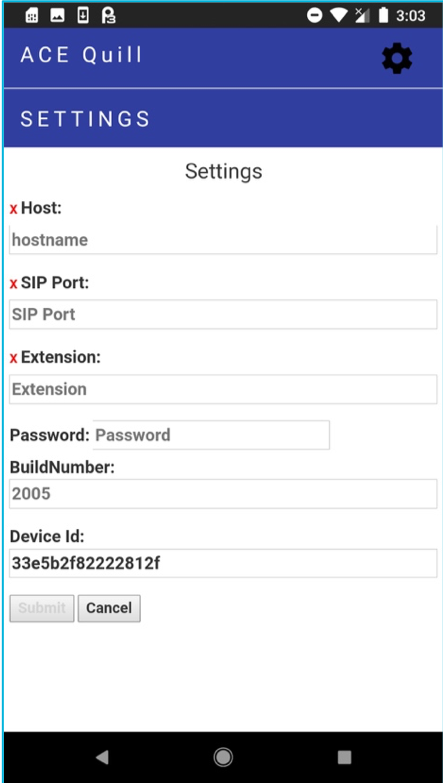 3:03
ACE Quill
SETTINGS
Settings
x Host:
hostname
x SIP Port:
SIP Port
x Extension:
Extension
Password: Password
BuildNumber:
2005
Device Id:
33e5b2f82222812f
Submit Cancel